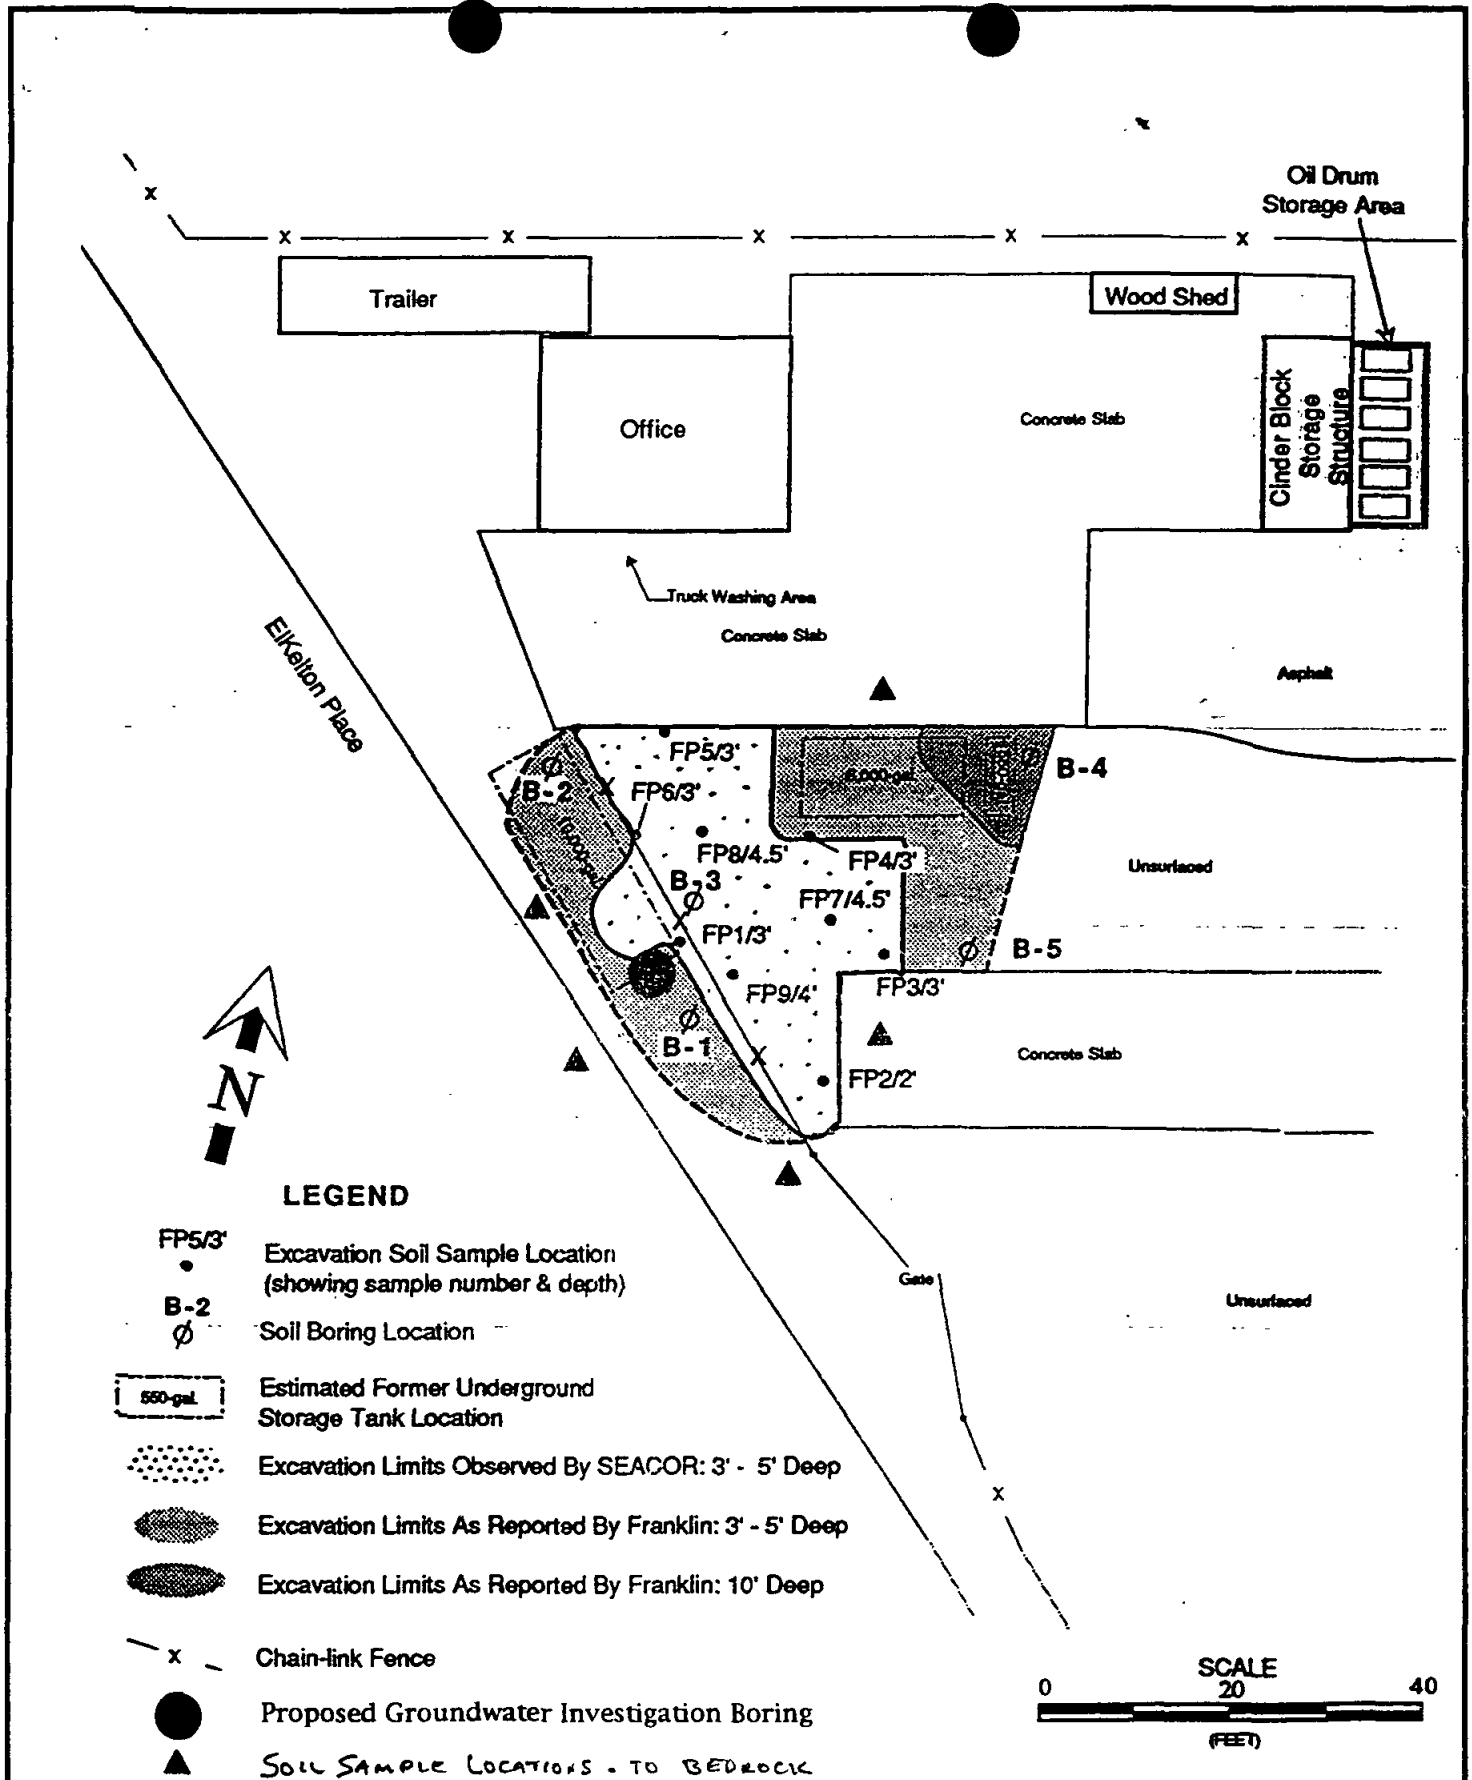 Oil Drum
Storage Area
x
x x x x x
Trailer
Wood Shed
Office
Concrete Slab
Cinder Block
Storage
Structure
Truck Washing Area
Concrete Slab
ElKelton Place
Asphalt
FP5/3'
B-4
B-2
FP6/3'
X
6,000-gal.
10,000-gal.
FP8/4.5'
FP4/3'
Unsurfaced
B-3
FP7/4.5'
FP1/3'
B-5
FP9/4'
FP3/3'
B-1
X
Concrete Slab
FP2/2'
N
LEGEND
FP5/3'
Excavation Soil Sample Location
(showing sample number & depth)
Gate
Unsurfaced
B-2
Soil Boring Location
550-gal.
Estimated Former Underground
Storage Tank Location
Excavation Limits Observed By SEACOR: 3' - 5' Deep
x
Excavation Limits As Reported By Franklin: 3' - 5' Deep
Excavation Limits As Reported By Franklin: 10' Deep
x
Chain-link Fence
SCALE
0 20 40
(FEET)
Proposed Groundwater Investigation Boring
SOIL SAMPLE LOCATIONS - TO BEDROCK